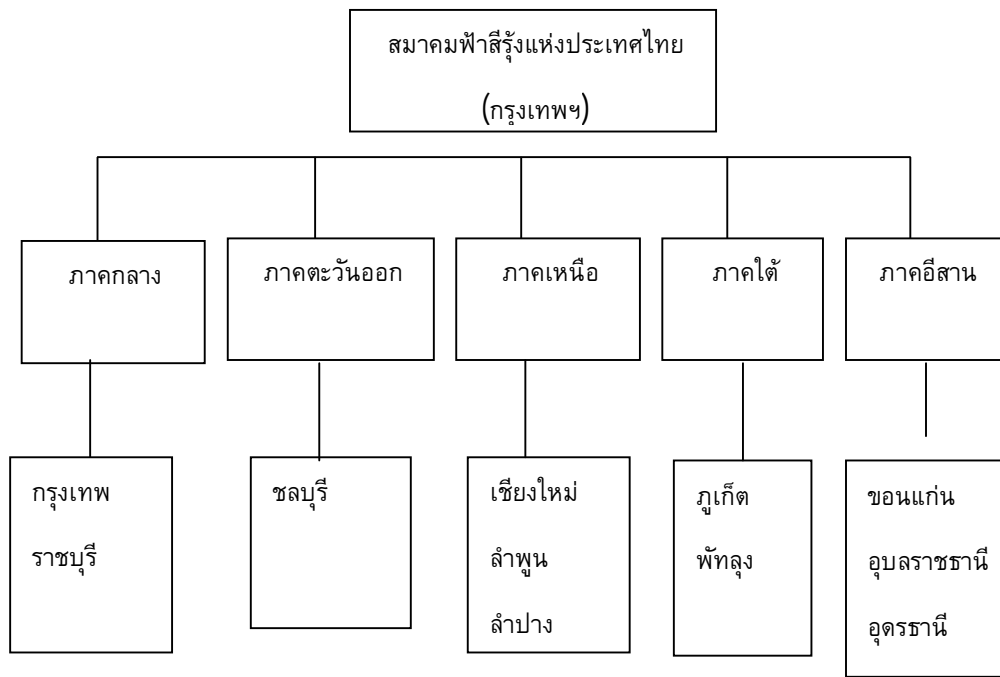 สมาคมฟ้าสีรุ้งแห่งประเทศไทย
(กรุงเทพฯ)
ภาคกลาง
ภาคตะวันออก
ภาคเหนือ
ภาคใต้
ภาคอีสาน
กรุงเทพ
ราชบุรี
ชลบุรี
เชียงใหม่
ลำพูน
ลำปาง
ภูเก็ต
พัทลุง
ขอนแก่น
อุบลราชธานี
อุดรธานี